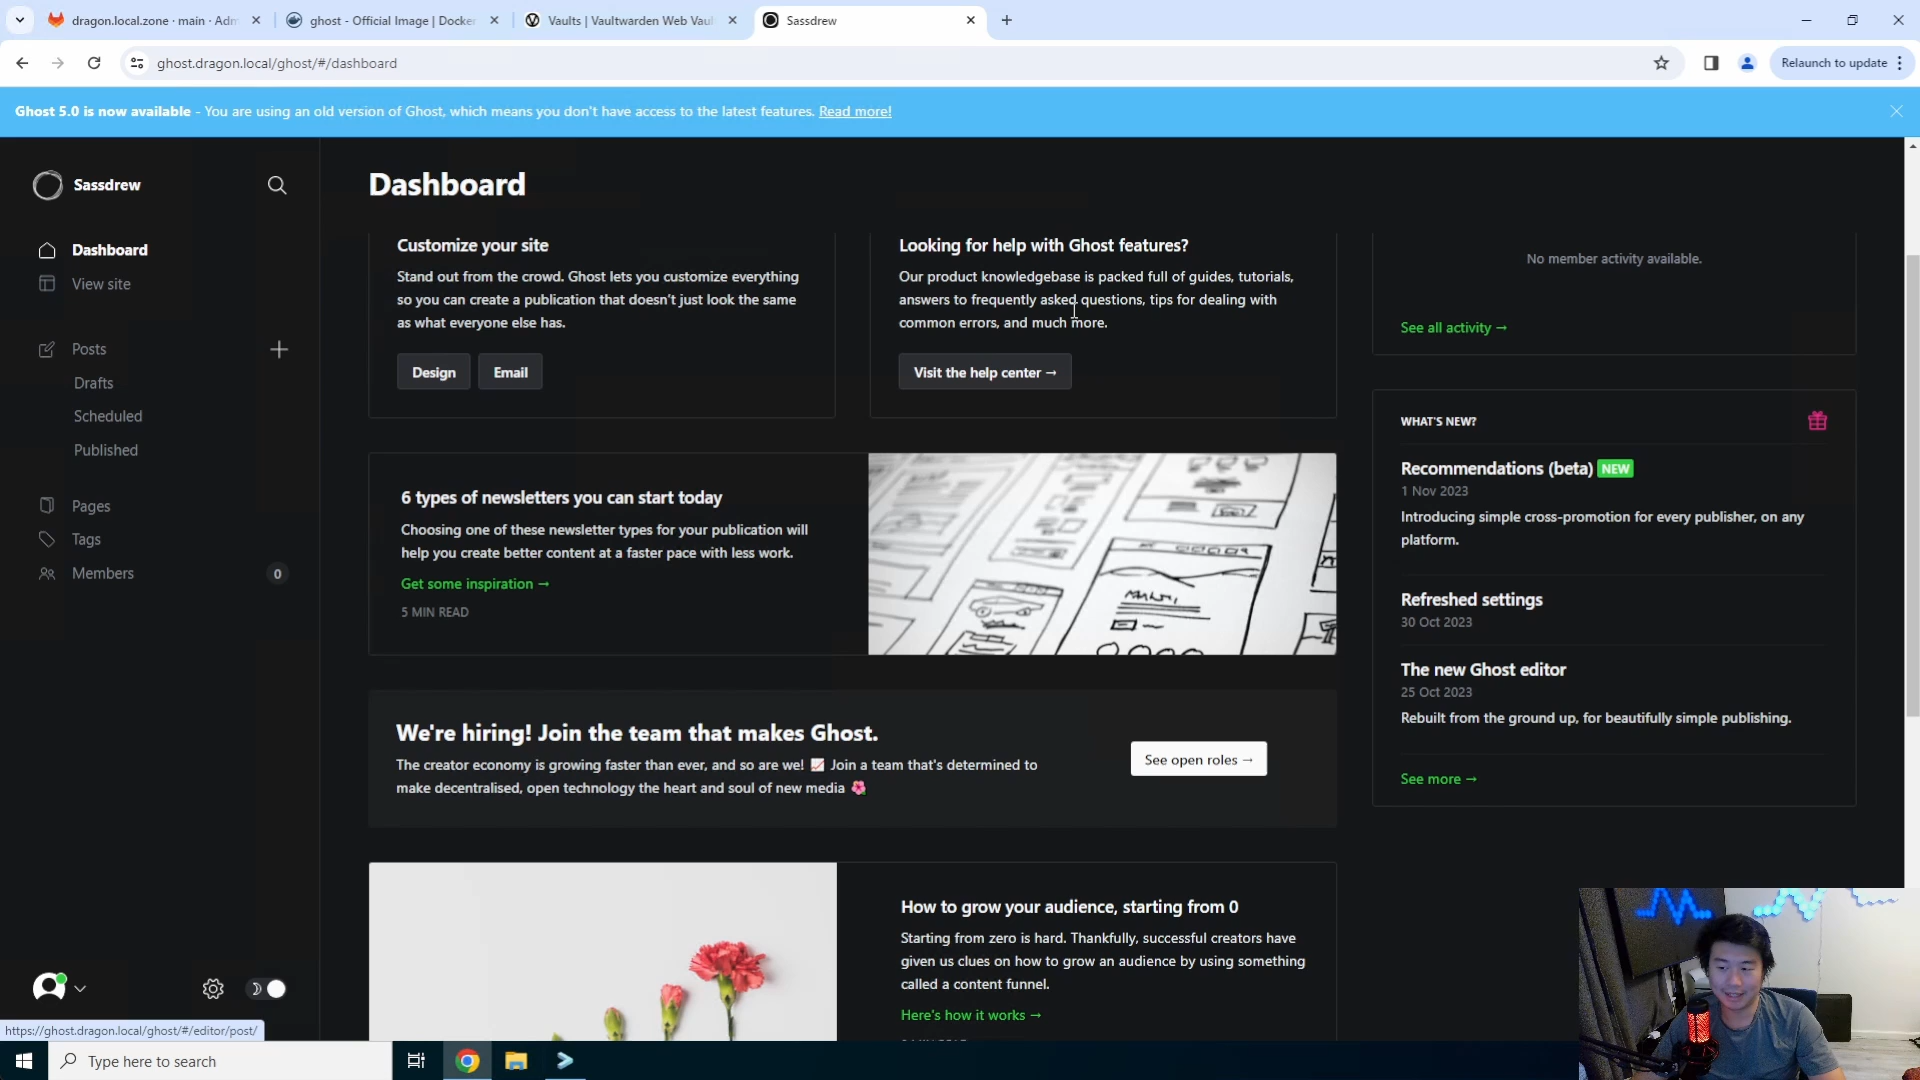 dragon.local.zone · main · Adm
ghost - Official Image | Docke
Vaults | Vaultwarden Web Vaul
Sassdrew
ghost.dragon.local/ghost/#/dashboard
Relaunch to update
Ghost 5.0 is now available - You are using an old version of Ghost, which means you don't have access to the latest features. Read more!
Sassdrew
Dashboard
View site
Posts
Drafts
Scheduled
Published
Pages
Tags
Members
0
https://ghost.dragon.local/ghost/#/editor/post/
Dashboard
Customize your site
Stand out from the crowd. Ghost lets you customize everything
so you can create a publication that doesn't just look the same
as what everyone else has.
Design
Email
Looking for help with Ghost features?
Our product knowledgebase is packed full of guides, tutorials,
answers to frequently asked questions, tips for dealing with
common errors, and much more.
Visit the help center →
6 types of newsletters you can start today
Choosing one of these newsletter types for your publication will
help you create better content at a faster pace with less work.
Get some inspiration →
5 MIN READ
We're hiring! Join the team that makes Ghost.
The creator economy is growing faster than ever, and so are we! 📈 Join a team that's determined to
make decentralised, open technology the heart and soul of new media 🌺
See open roles →
How to grow your audience, starting from 0
Starting from zero is hard. Thankfully, successful creators have
given us clues on how to grow an audience by using something
called a content funnel.
Here's how it works →
No member activity available.
See all activity →
WHAT'S NEW?
Recommendations (beta) NEW
1 Nov 2023
Introducing simple cross-promotion for every publisher, on any
platform.
Refreshed settings
30 Oct 2023
The new Ghost editor
25 Oct 2023
Rebuilt from the ground up, for beautifully simple publishing.
See more →
Type here to search